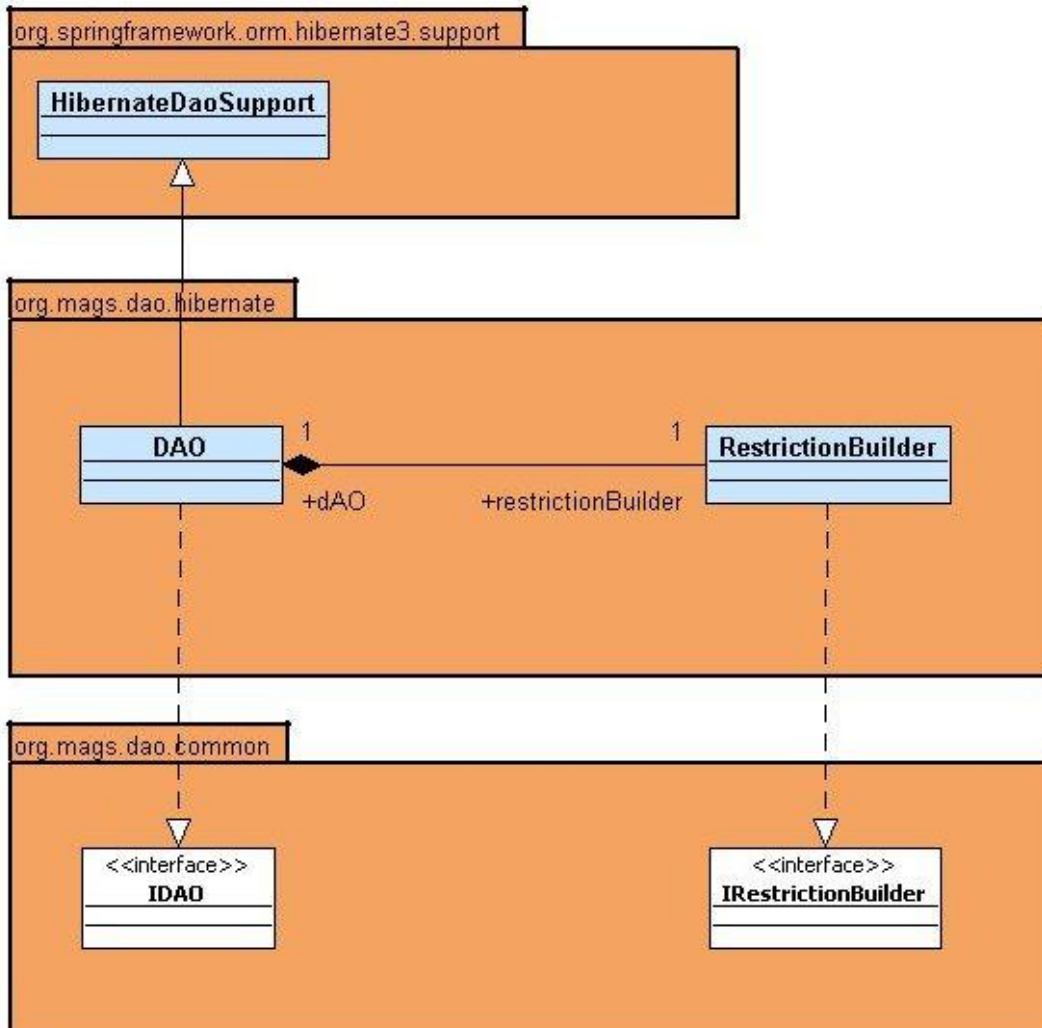 org.springframework.orm.hibernate3.support
HibernateDaoSupport
org.mags.dao.hibernate
DAO
1
1
RestrictionBuilder
+dAO
+restrictionBuilder
org.mags.dao.common
<<interface>>
IDAO
<<interface>>
IRestrictionBuilder